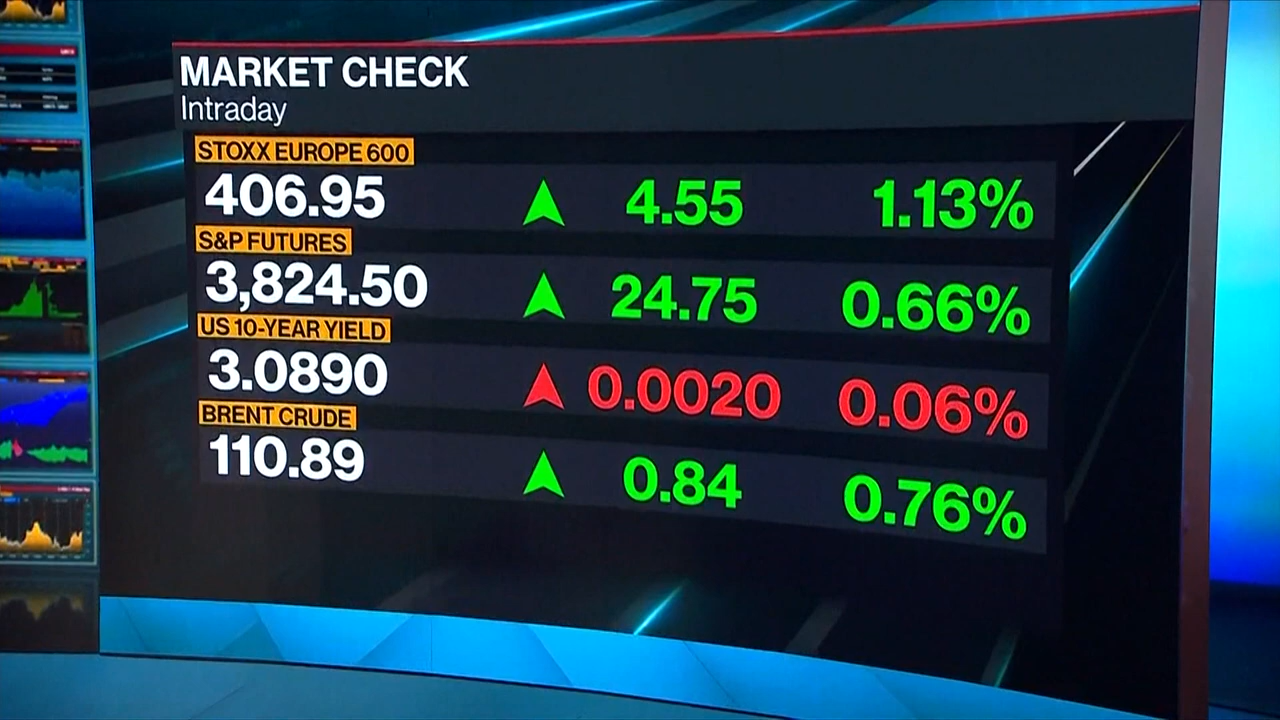 MARKET CHECK
Intraday
STOXX EUROPE 600
406.95 4.55 1.13%
S&P FUTURES
3,824.50 24.75 0.66%
US 10-YEAR YIELD
3.0890 0.0020 0.06%
BRENT CRUDE
110.89 0.84 0.76%